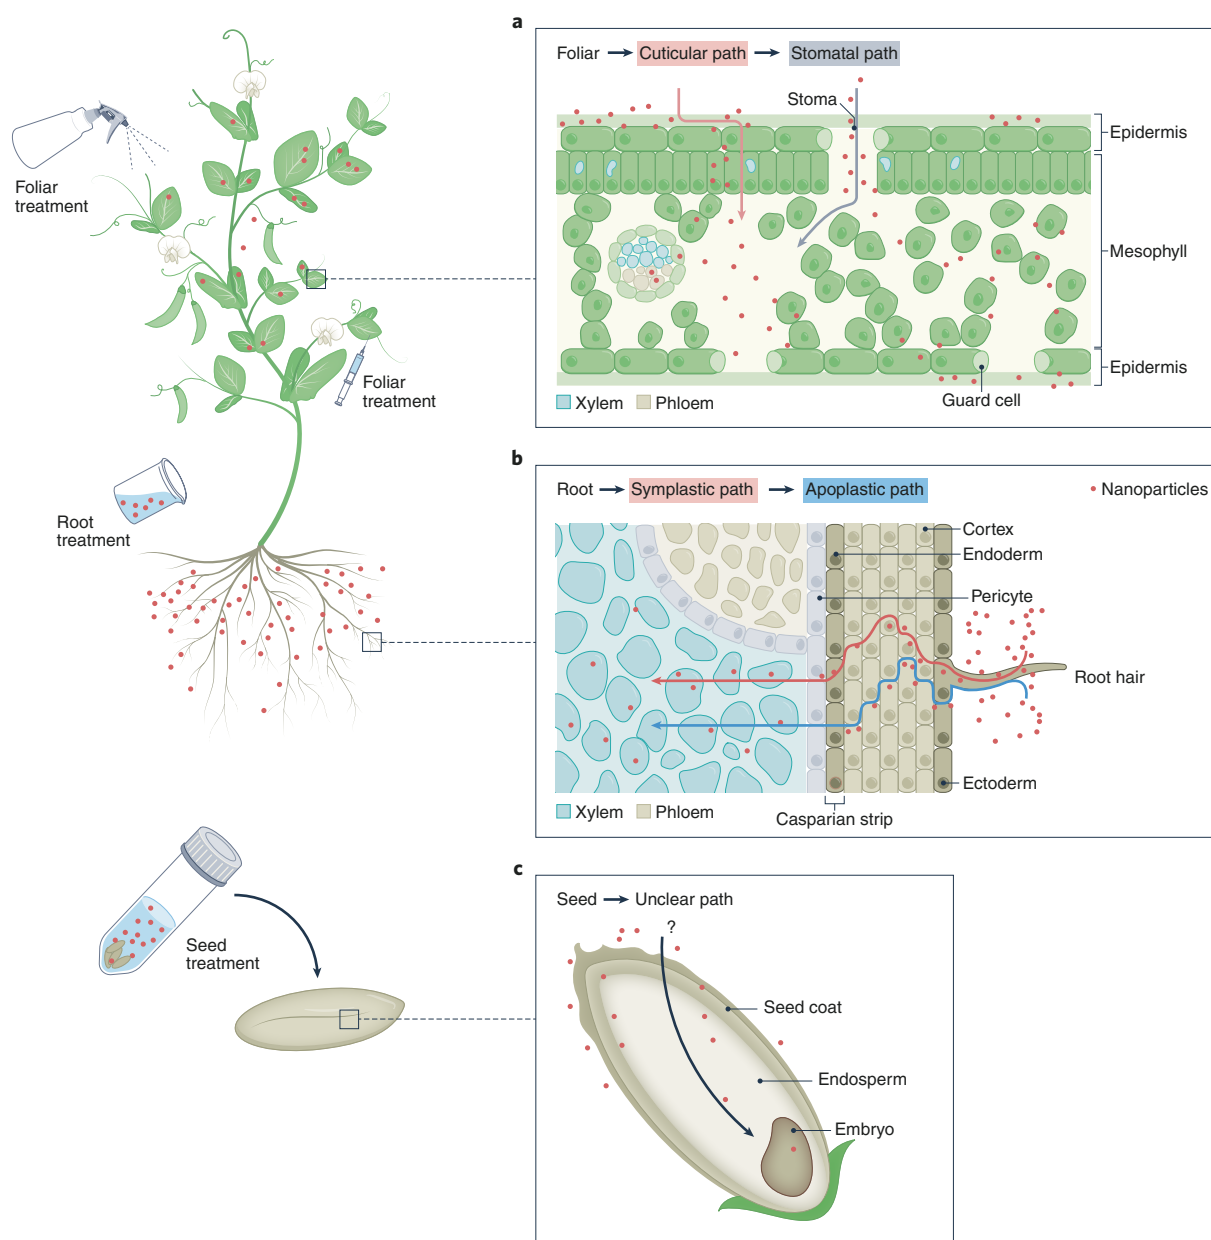 a
Foliar
Cuticular path
Stomatal path
Stoma
Epidermis
Mesophyll
Epidermis
Guard cell
Xylem
Phloem
Foliar
treatment
Foliar
treatment
Root
treatment
b
Root
Symplastic path
Apoplastic path
Nanoparticles
Cortex
Endoderm
Pericyte
Root hair
Ectoderm
Xylem
Phloem
Casparian strip
Seed
treatment
c
Seed
Unclear path
?
Seed coat
Endosperm
Embryo